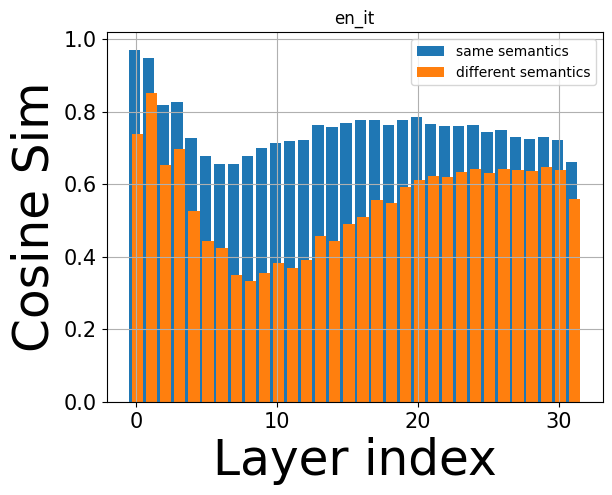 en_it
same semantics
different semantics
Cosine Sim
1.0
0.8
0.6
0.4
0.2
0.0
0 10 20 30
Layer index